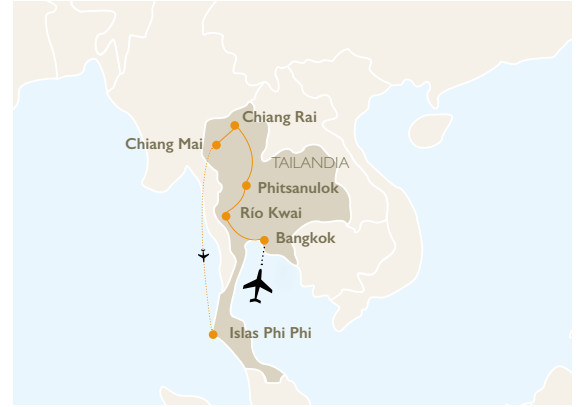 Chiang Rai
Chiang Mai
TAILANDIA
Phitsanulok
Río Kwai
Bangkok
Islas Phi Phi